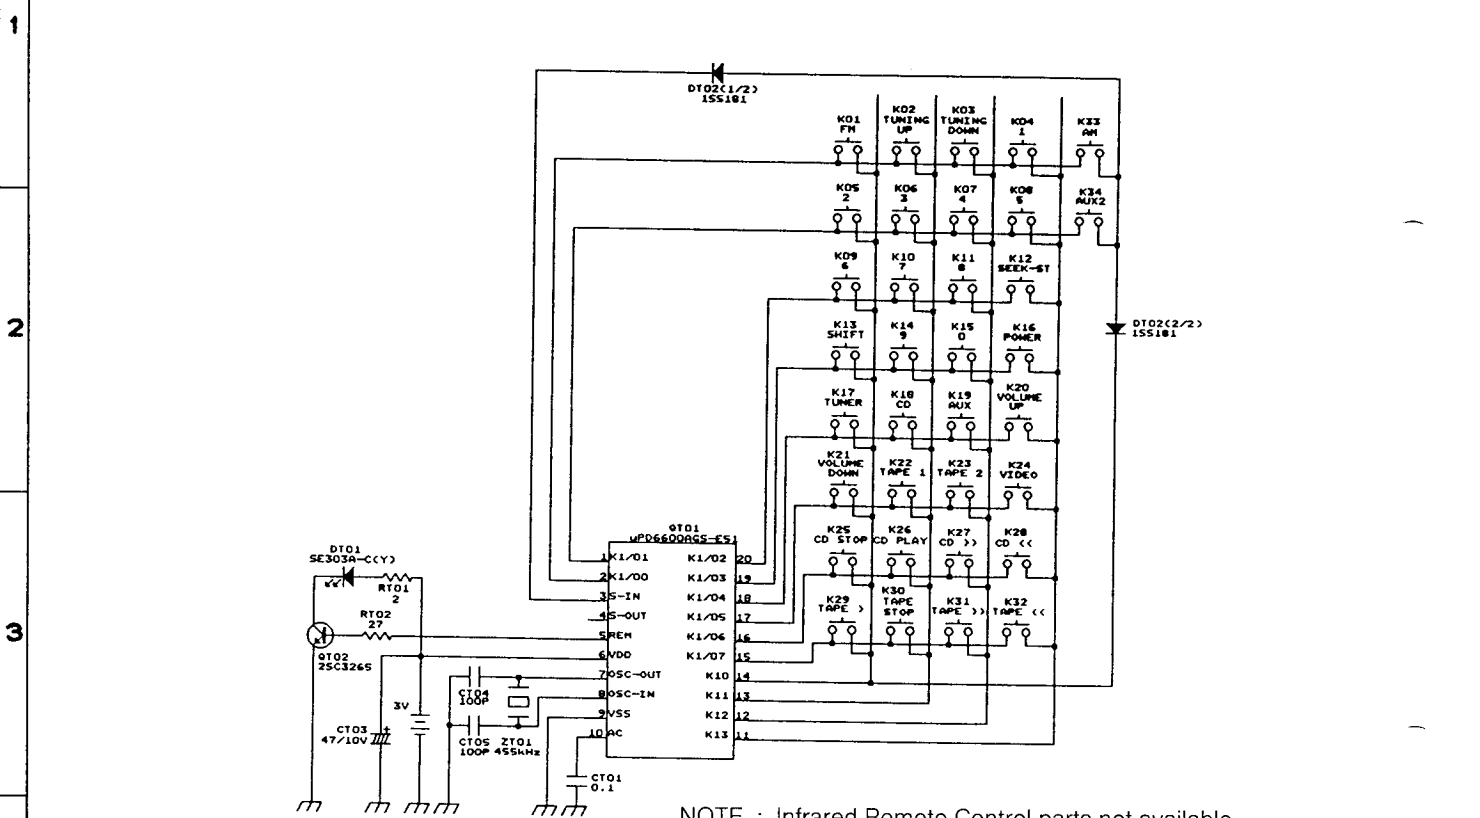 1
DT02(1/2)
1SS181
K01
FM
K02
TUNING
UP
K03
TUNING
DOWN
K04
1
K33
AM
K05
2
K06
3
K07
4
K08
5
K34
AUX2
K09
6
K10
7
K11
8
K12
SEEK-ST
2
K13
SHIFT
K14
9
K15
0
K16
POWER
DT02(2/2)
1SS181
K17
TUNER
K18
CD
K19
AUX
K20
VOLUME
UP
K21
VOLUME
DOWN
K22
TAPE 1
K23
TAPE 2
K24
VIDEO
K25
CD STOP
K26
CD PLAY
K27
CD >>
K28
CD <<
K29
TAPE >
K30
TAPE
STOP
K31
TAPE >>
K32
TAPE <<
QT01
uPD6600AGS-E51
1 K1/01
2 K1/00
3 S-IN
4 S-OUT
5 REM
6 VDD
7 OSC-OUT
8 OSC-IN
9 VSS
10 AC
K1/02 20
K1/03 19
K1/04 18
K1/05 17
K1/06 16
K1/07 15
K10 14
K11 13
K12 12
K13 11
DT01
SE303A-C(Y)
RT01
2
RT02
27
3
QT02
2SC3265
CT04
100P
3V
CT03
47/10V
+
CT05
100P
ZT01
455kHz
CT01
0.1
NOTE : Infrared Remote Control parts not available